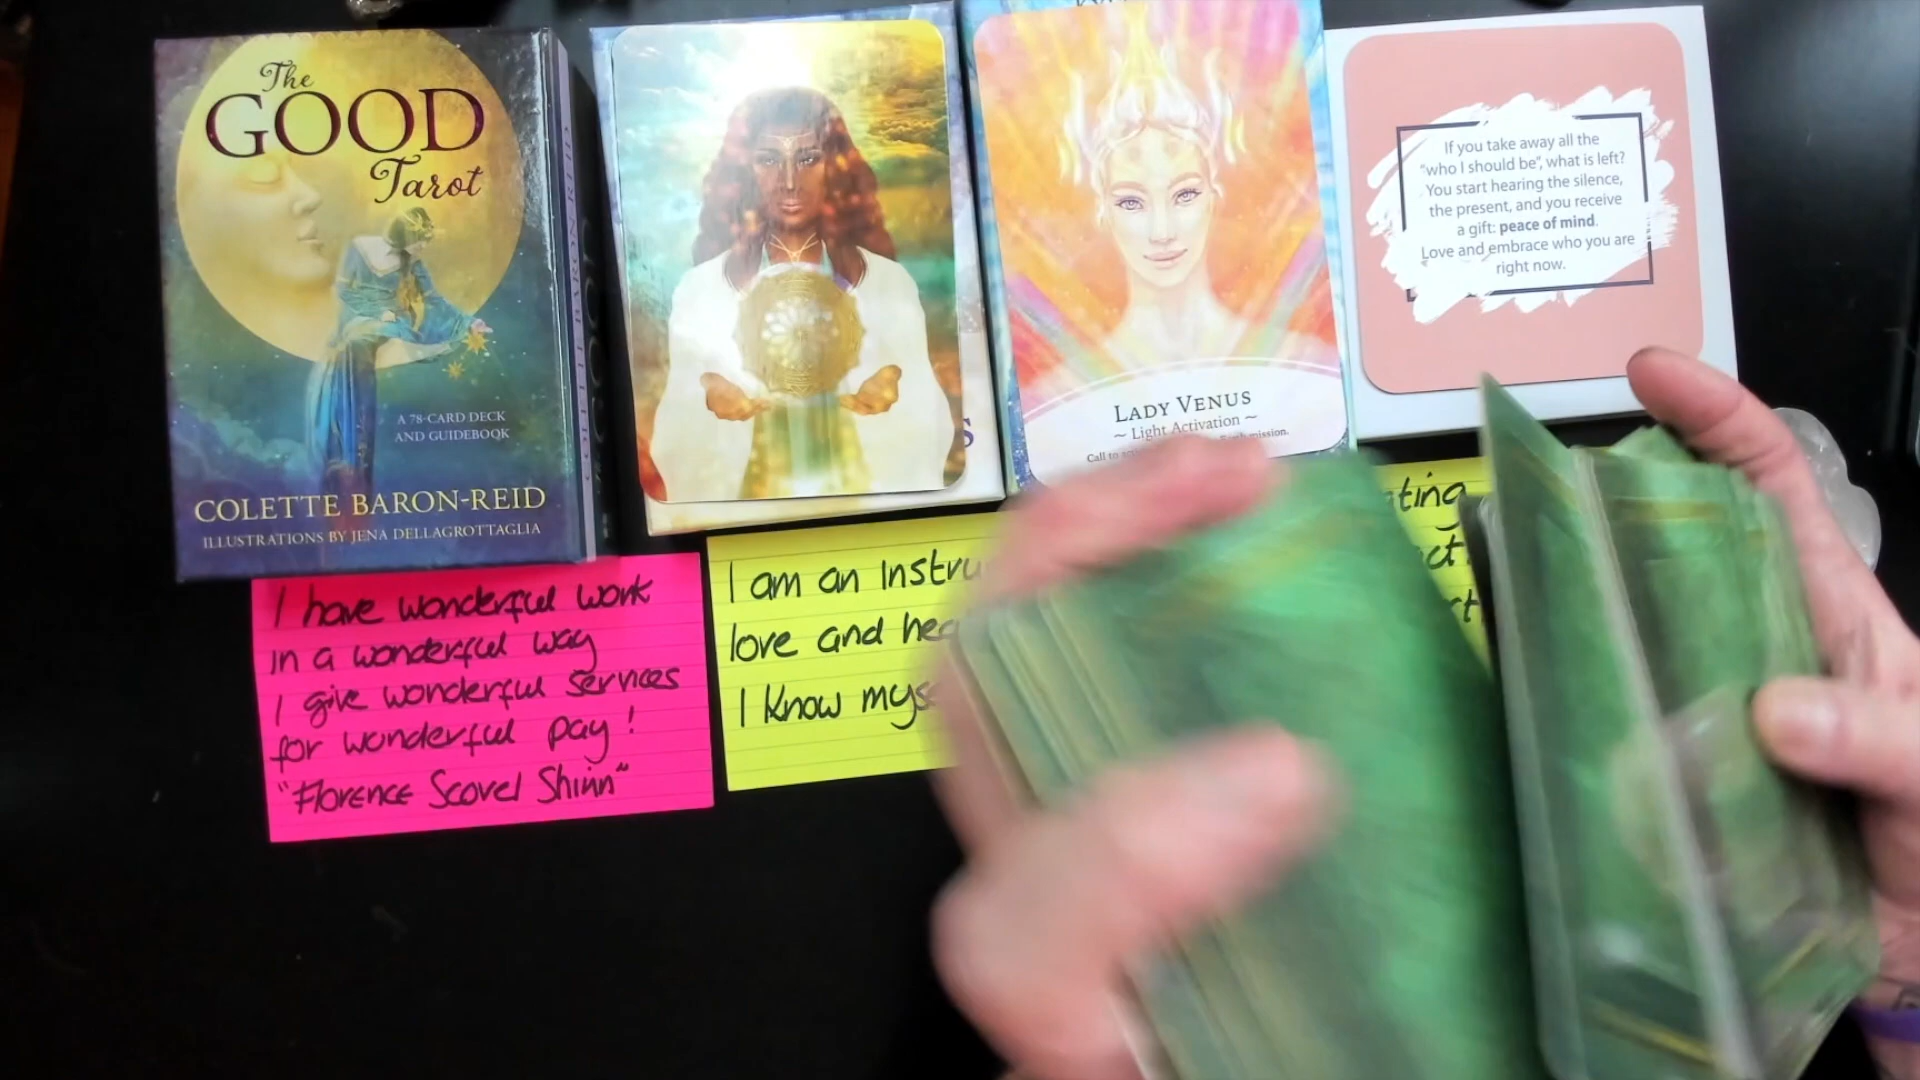 The
GOOD
Tarot
A 78-CARD DECK
AND GUIDEBOOK
COLETTE BARON-REID
ILLUSTRATIONS BY JENA DELLAGROTTAGLIA
LADY VENUS
~ Light Activation ~
Call to mission.
If you take away all the
"who I should be", what is left?
You start hearing the silence,
the present, and you receive
a gift: peace of mind.
Love and embrace who you are
right now.
I have wonderful work
in a wonderful way
I give wonderful services
for wonderful pay!
"Florence Scovel Shinn"
I am an
love and
I know